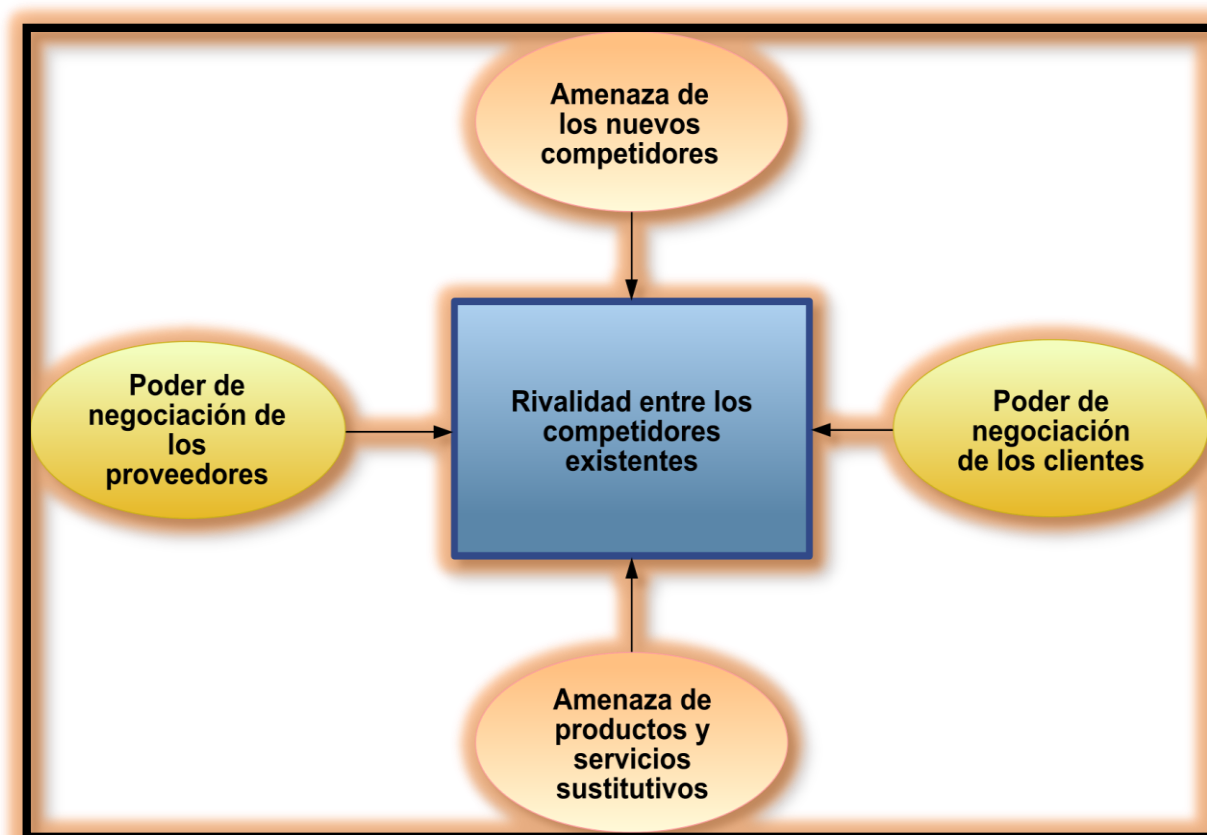 Amenaza de
los nuevos
competidores
Poder de
negociación de
los
proveedores
Rivalidad entre los
competidores
existentes
Poder de
negociación
de los clientes
Amenaza de
productos y
servicios
sustitutivos